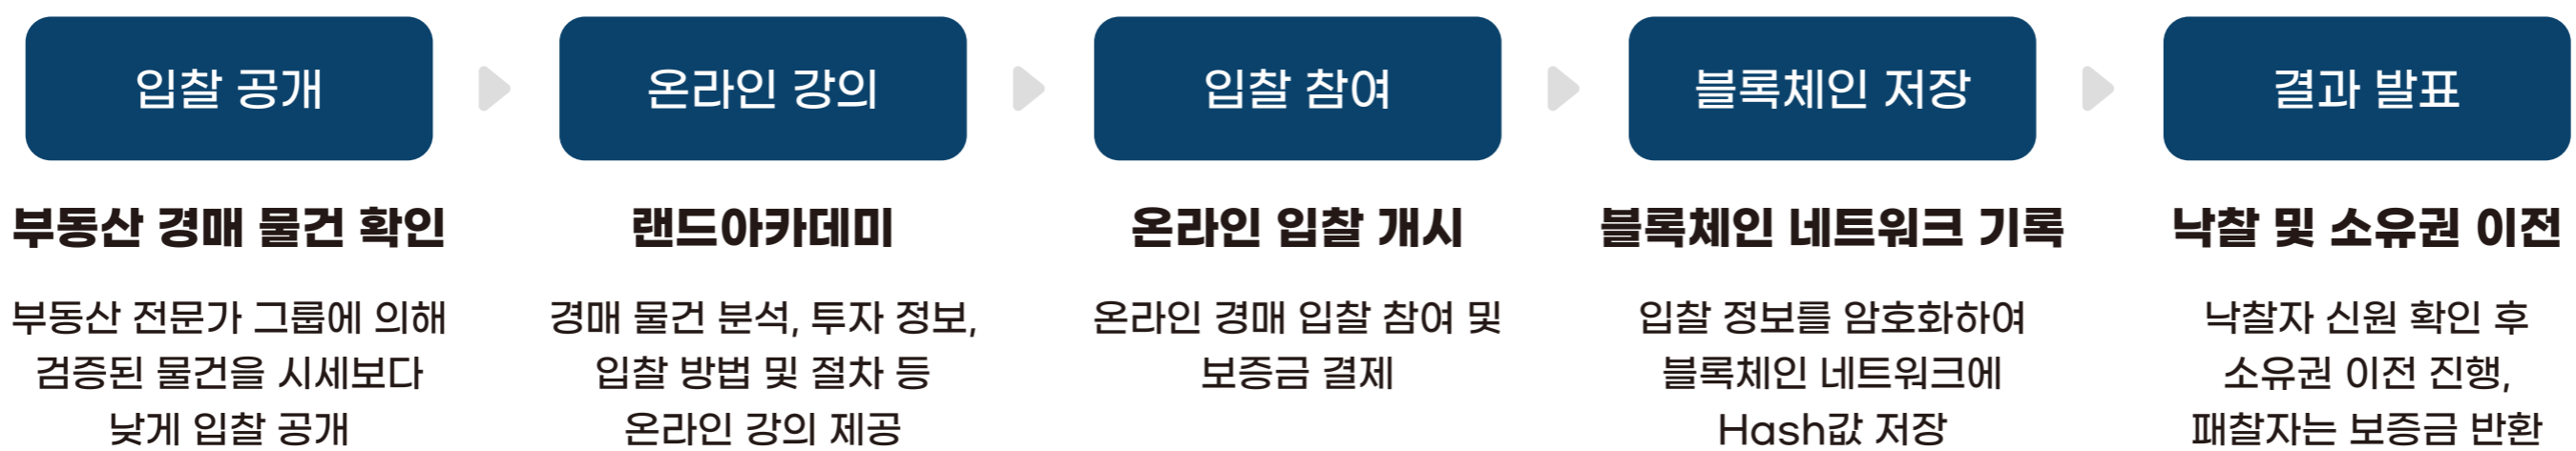 입찰 공개
부동산 경매 물건 확인
부동산 전문가 그룹에 의해
검증된 물건을 시세보다
낮게 입찰 공개
온라인 강의
랜드아카데미
경매 물건 분석, 투자 정보,
입찰 방법 및 절차 등
온라인 강의 제공
입찰 참여
온라인 입찰 개시
온라인 경매 입찰 참여 및
보증금 결제
블록체인 저장
블록체인 네트워크 기록
입찰 정보를 암호화하여
블록체인 네트워크에
Hash값 저장
결과 발표
낙찰 및 소유권 이전
낙찰자 신원 확인 후
소유권 이전 진행,
패찰자는 보증금 반환